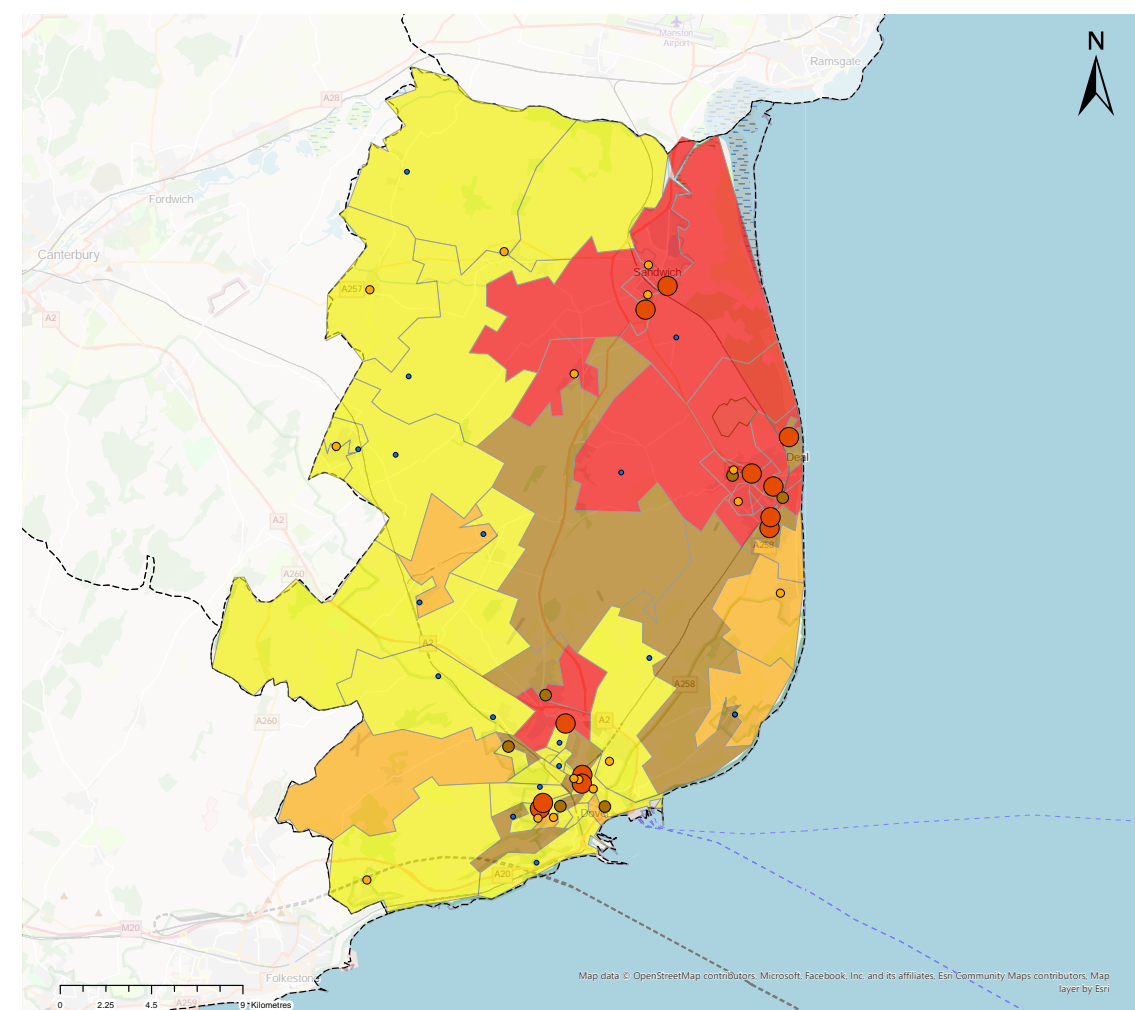 N
Manston
Airport
Ramsgate
A28
Fordwich
Canterbury
A257
A2
Sandwich
Deal
A2
A260
A258
A2
A258
A260
A2
A20
M20
Folkeston
A259
0 2.25 4.5 9 Kilometres
Map data © OpenStreetMap contributors, Microsoft, Facebook, Inc. and its affiliates, Esri Community Maps contributors, Map
layer by Esri